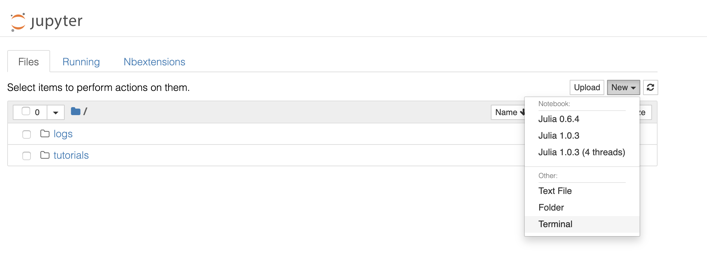 jupyter
Files Running Nbextensions
Select items to perform actions on them.
Upload New
0 / Name
Notebook:
Julia 0.6.4
logs
Julia 1.0.3
Julia 1.0.3 (4 threads)
tutorials
Other:
Text File
Folder
Terminal